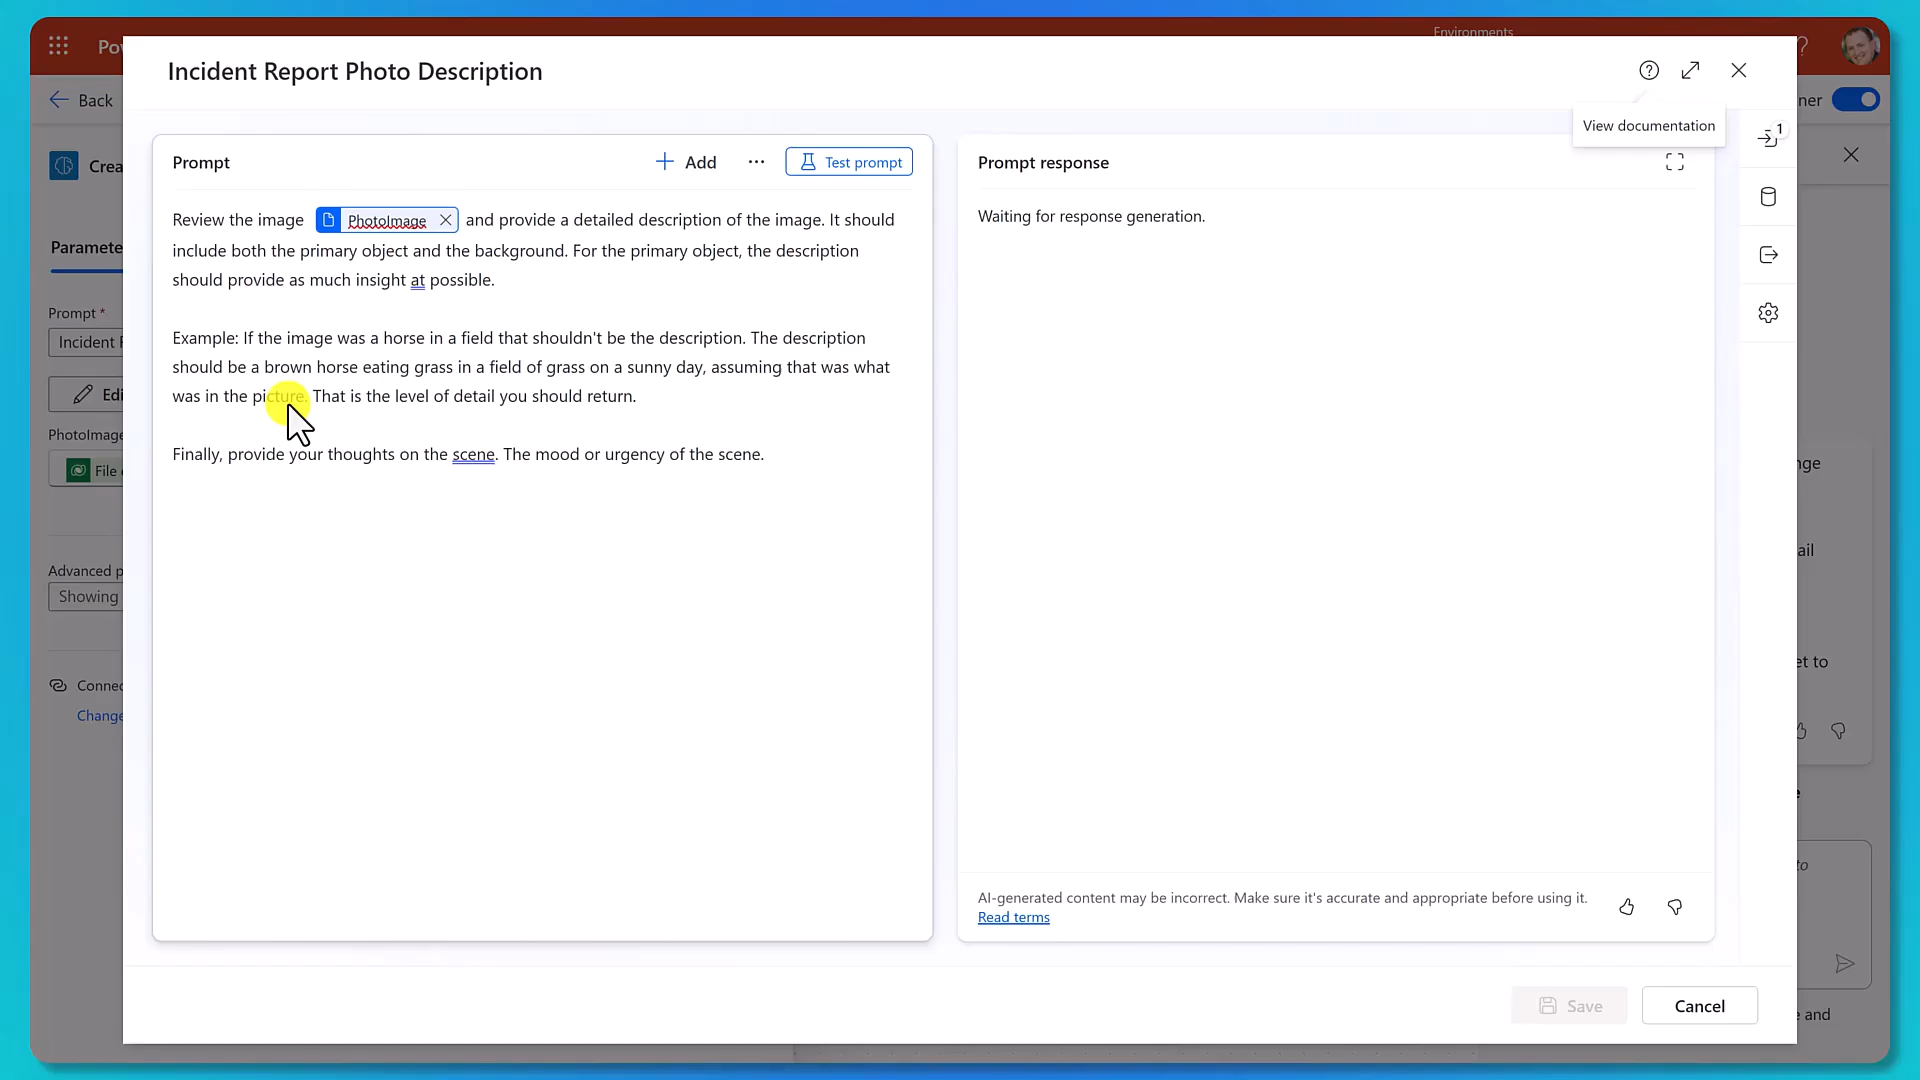 Environments
Po
Incident Report Photo Description
Back
ner
View documentation
1
Prompt
Add
Test prompt
Prompt response
Crea
Review the image PhotoImage and provide a detailed description of the image. It should
include both the primary object and the background. For the primary object, the description
should provide as much insight at possible.
Waiting for response generation.
Paramete
Example: If the image was a horse in a field that shouldn't be the description. The description
should be a brown horse eating grass in a field of grass on a sunny day, assuming that was what
was in the picture. That is the level of detail you should return.
Prompt *
Incident
Edi
PhotoImage
File
Finally, provide your thoughts on the scene. The mood or urgency of the scene.
nge
ail
Advanced p
Showing
et to
Connec
Change
to
AI-generated content may be incorrect. Make sure it's accurate and appropriate before using it.
Read terms
Save
Cancel
e and